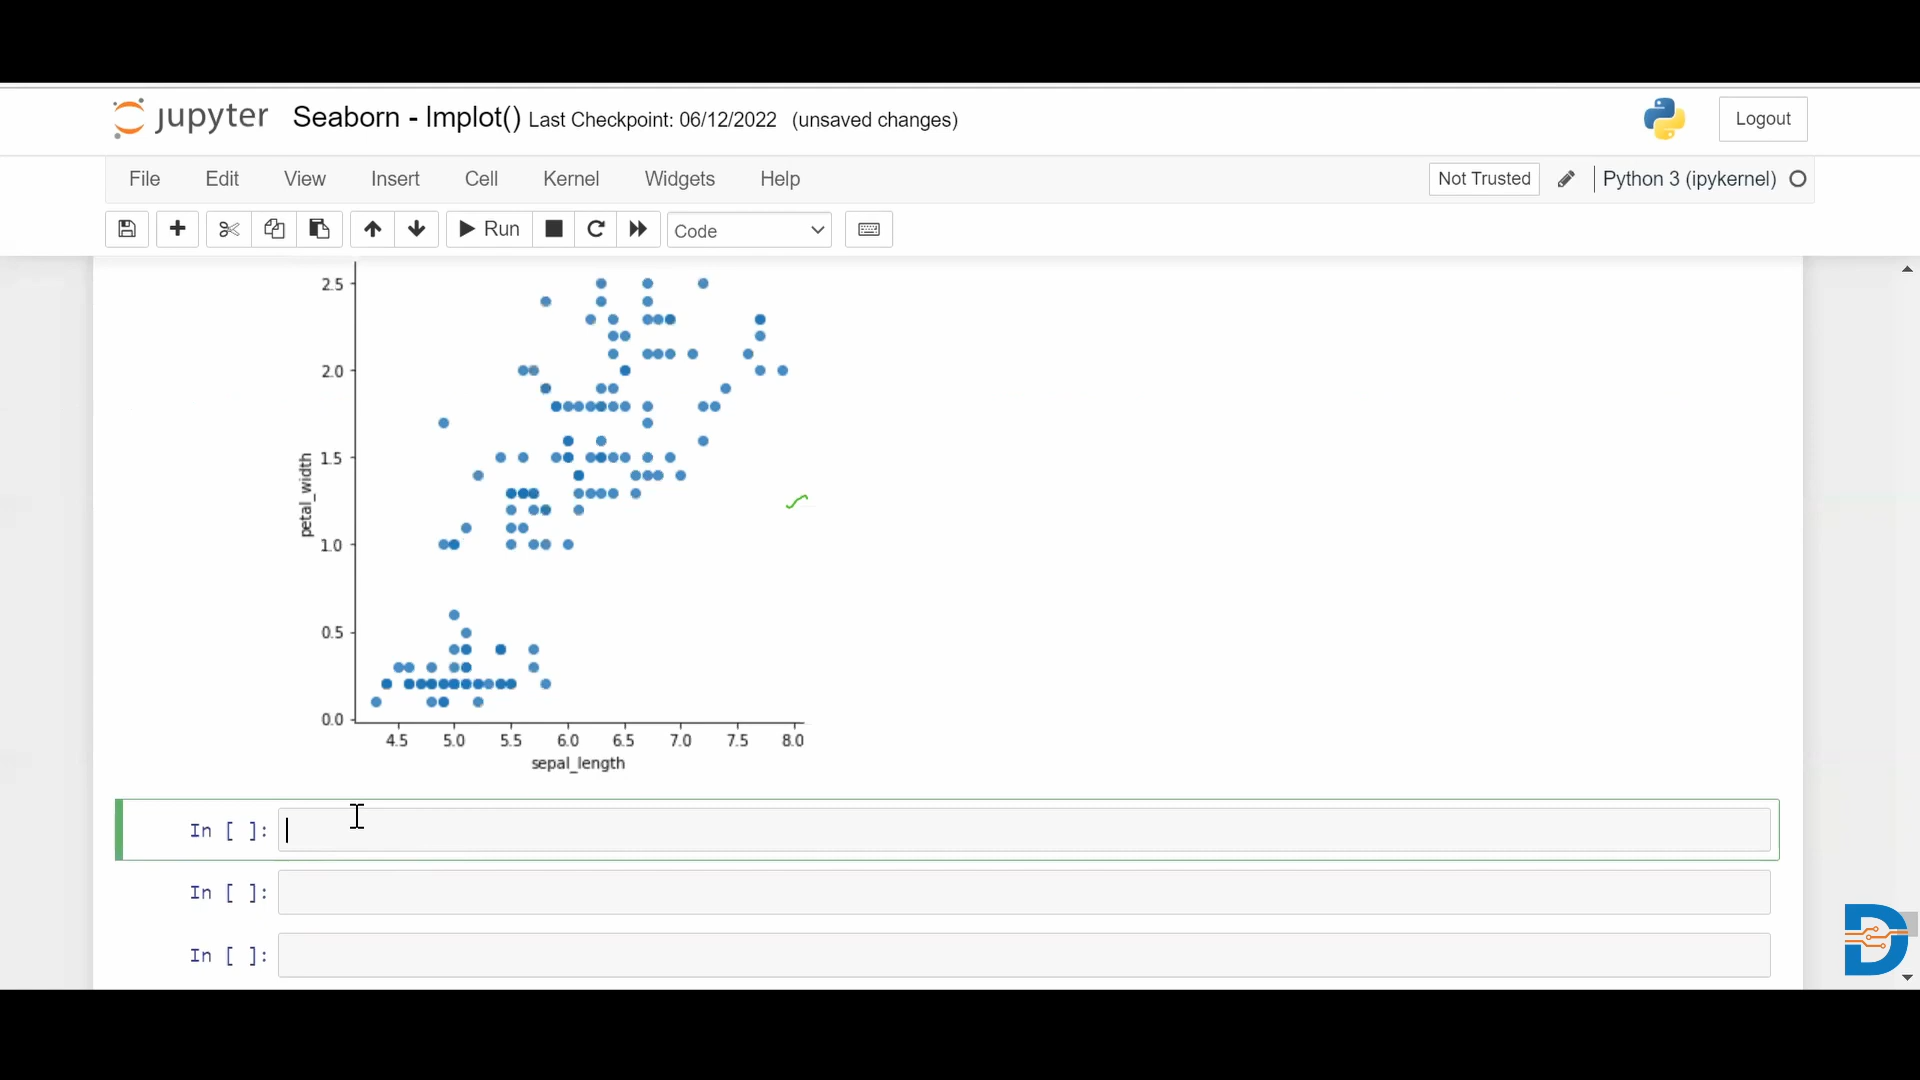 jupyter Seaborn - lmplot() Last Checkpoint: 06/12/2022 (unsaved changes) Logout
File Edit View Insert Cell Kernel Widgets Help Not Trusted Python 3 (ipykernel)
Run Code
2.5
2.0
1.5
1.0
0.5
0.0
petal_width
4.5 5.0 5.5 6.0 6.5 7.0 7.5 8.0
sepal_length
In [ ]:
In [ ]:
In [ ]: